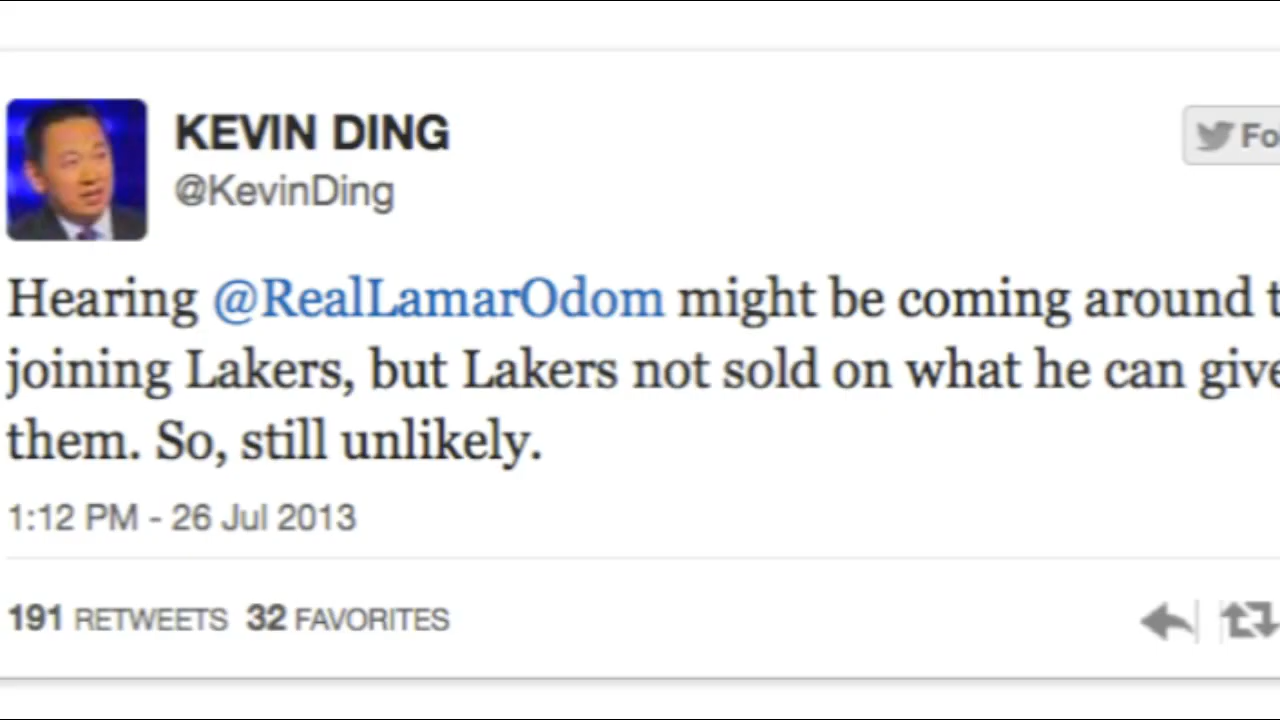 KEVIN DING
@KevinDing
Fo
Hearing @RealLamarOdom might be coming around t
joining Lakers, but Lakers not sold on what he can give
them. So, still unlikely.
1:12 PM - 26 Jul 2013
191 RETWEETS 32 FAVORITES